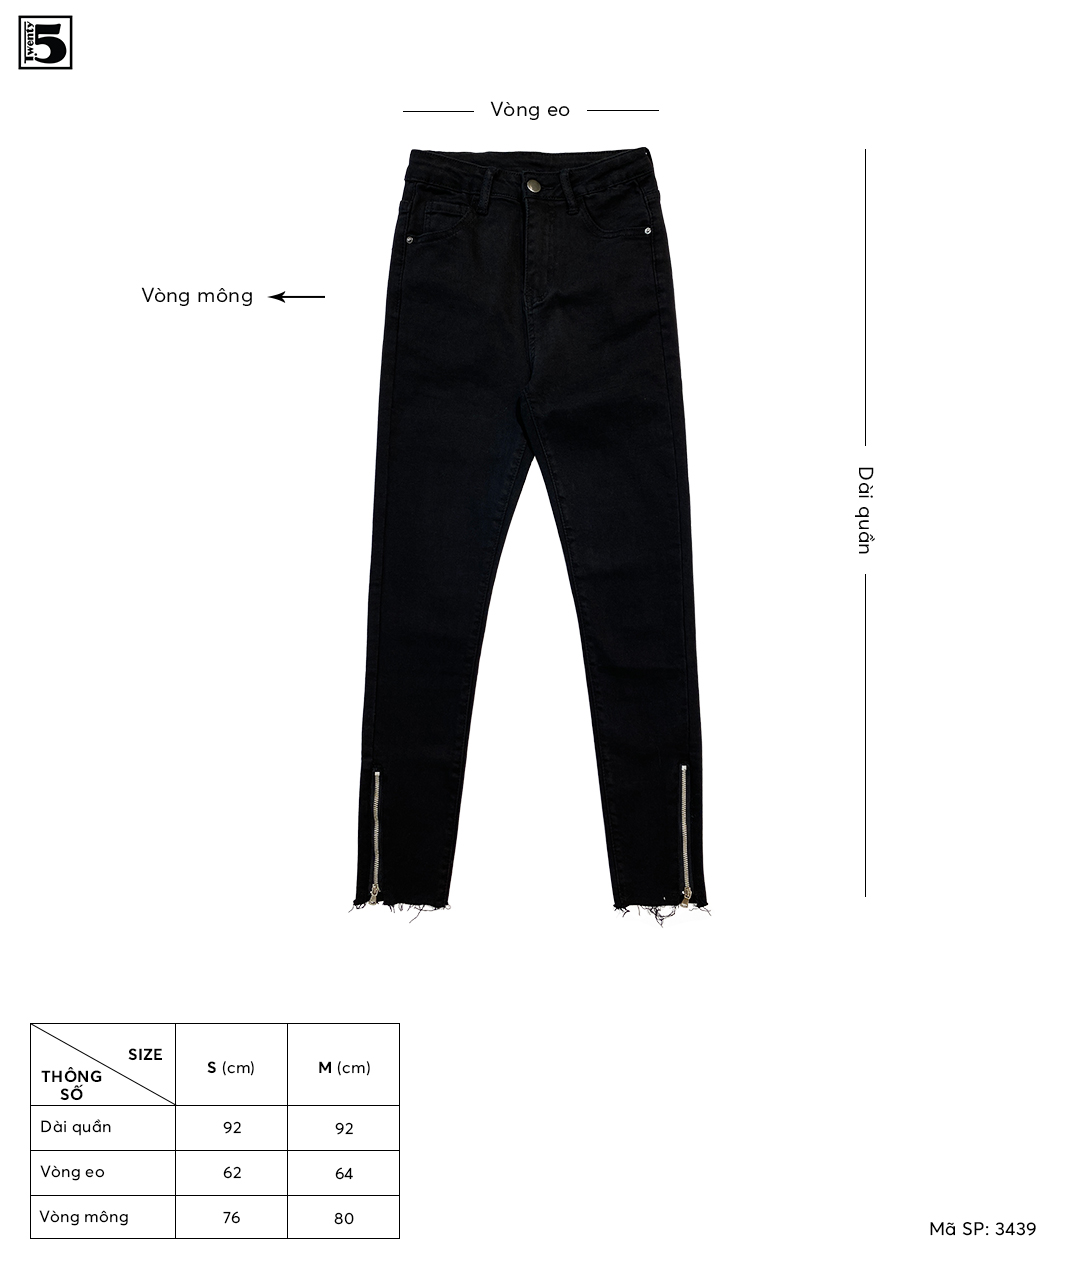 Twenty
5
Vòng eo
Vòng mông
Dài quần
SIZE
THÔNG
SỐ
S (cm)
M (cm)
Dài quần
92
92
Vòng eo
62
64
Vòng mông
76
80
Mã SP: 3439